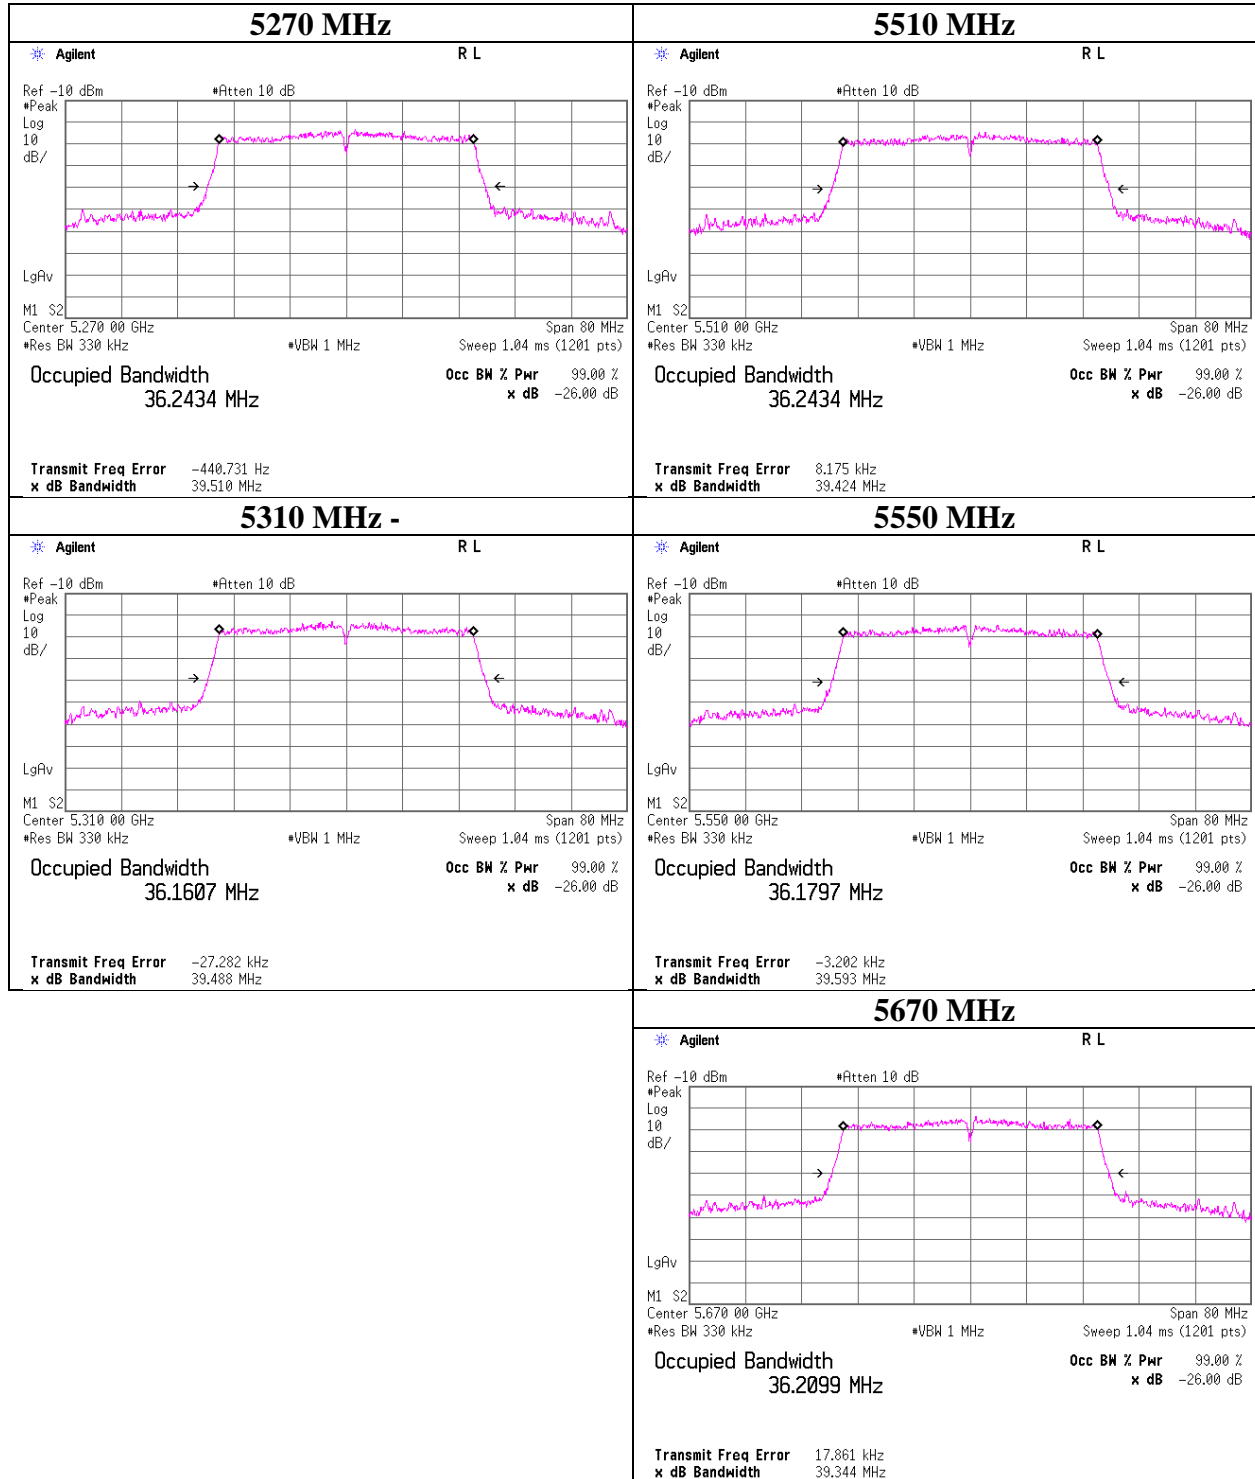 5270 MHz
Agilent R L
Ref -10 dBm #Atten 10 dB
#Peak
Log
10
dB/
LgAv
M1 S2
Center 5.270 00 GHz Span 80 MHz
#Res BW 330 kHz #VBW 1 MHz Sweep 1.04 ms (1201 pts)
Occupied Bandwidth Occ BW % Pwr 99.00 %
36.2434 MHz x dB -26.00 dB
Transmit Freq Error -440.731 Hz
x dB Bandwidth 39.510 MHz
5510 MHz
Agilent R L
Ref -10 dBm #Atten 10 dB
#Peak
Log
10
dB/
LgAv
M1 S2
Center 5.510 00 GHz Span 80 MHz
#Res BW 330 kHz #VBW 1 MHz Sweep 1.04 ms (1201 pts)
Occupied Bandwidth Occ BW % Pwr 99.00 %
36.2434 MHz x dB -26.00 dB
Transmit Freq Error 8.175 kHz
x dB Bandwidth 39.424 MHz
5310 MHz -
Agilent R L
Ref -10 dBm #Atten 10 dB
#Peak
Log
10
dB/
LgAv
M1 S2
Center 5.310 00 GHz Span 80 MHz
#Res BW 330 kHz #VBW 1 MHz Sweep 1.04 ms (1201 pts)
Occupied Bandwidth Occ BW % Pwr 99.00 %
36.1607 MHz x dB -26.00 dB
Transmit Freq Error -27.282 kHz
x dB Bandwidth 39.488 MHz
5550 MHz
Agilent R L
Ref -10 dBm #Atten 10 dB
#Peak
Log
10
dB/
LgAv
M1 S2
Center 5.550 00 GHz Span 80 MHz
#Res BW 330 kHz #VBW 1 MHz Sweep 1.04 ms (1201 pts)
Occupied Bandwidth Occ BW % Pwr 99.00 %
36.1797 MHz x dB -26.00 dB
Transmit Freq Error -3.202 kHz
x dB Bandwidth 39.593 MHz
5670 MHz
Agilent R L
Ref -10 dBm #Atten 10 dB
#Peak
Log
10
dB/
LgAv
M1 S2
Center 5.670 00 GHz Span 80 MHz
#Res BW 330 kHz #VBW 1 MHz Sweep 1.04 ms (1201 pts)
Occupied Bandwidth Occ BW % Pwr 99.00 %
36.2099 MHz x dB -26.00 dB
Transmit Freq Error 17.861 kHz
x dB Bandwidth 39.344 MHz